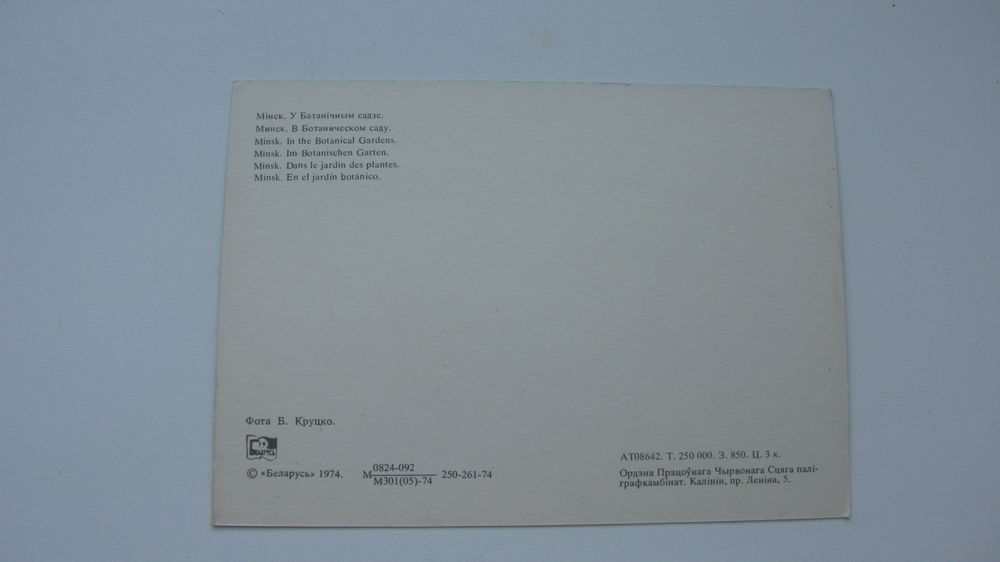 Мінск. У Батанічным садзе.
Минск. В Ботаническом саду.
Minsk. In the Botanical Gardens.
Minsk. Im Botanischen Garten.
Minsk. Dans le jardin des plantes.
Minsk. En el jardín botánico.
Фота Б. Круцко.
БЕЛАРУСЬ
© «Беларусь» 1974.
М 0824-092
М301(05)-74 250-261-74
АТ08642. Т. 250 000. З. 850. Ц. 3 к.
Ордэна Працоўнага Чырвонага Сцяга палі-
графкамбінат. Калінін, пр. Леніна, 5.